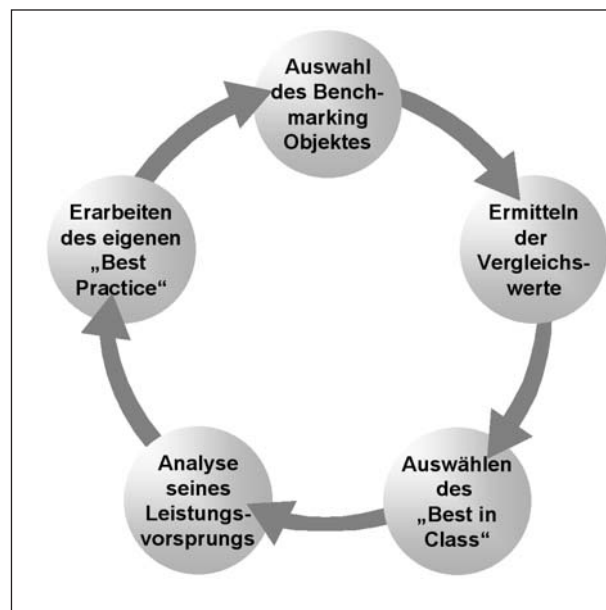 Auswahl
des Bench-
marking
Objektes
Ermitteln
der
Vergleichs-
werte
Auswählen
des
„Best in
Class“
Analyse
seines
Leistungs-
vorsprungs
Erarbeiten
des eigenen
„Best
Practice“